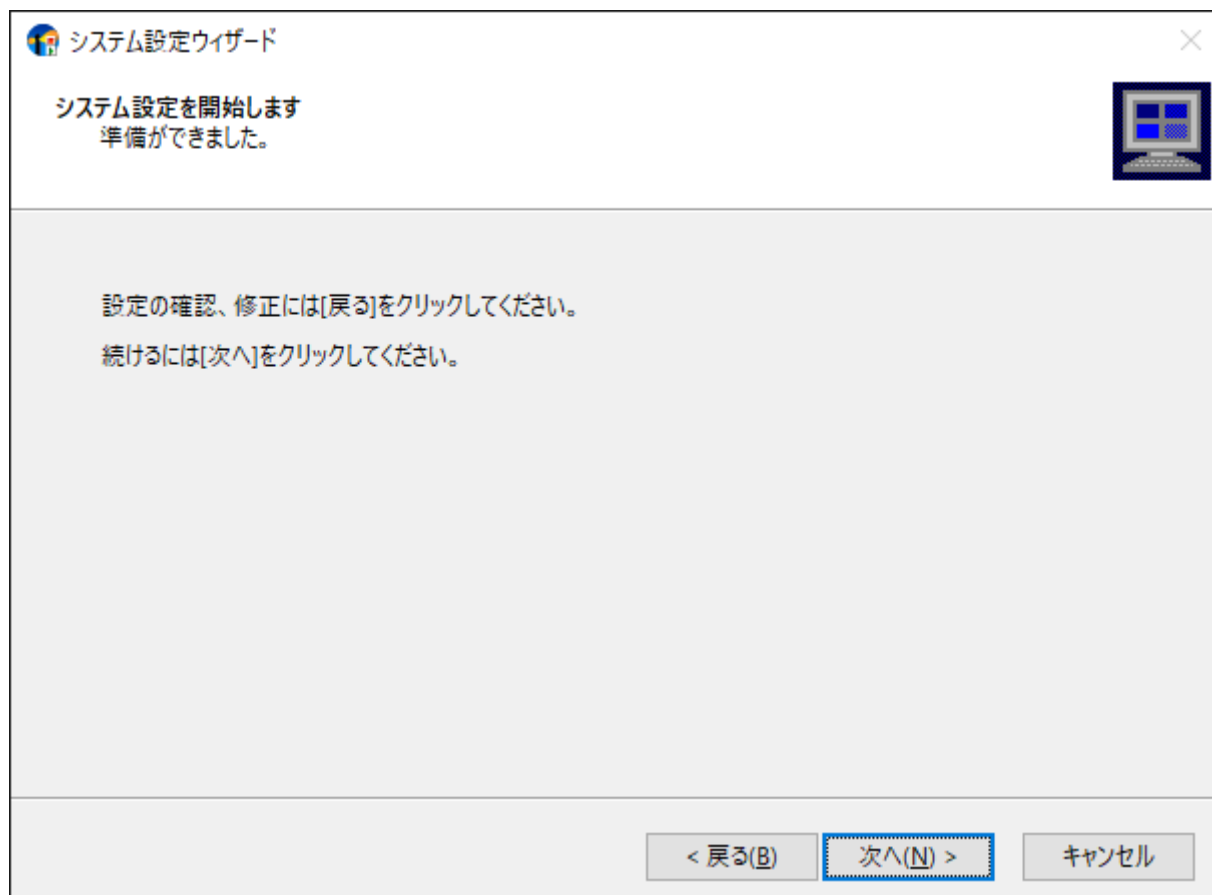 システム設定ウィザード
システム設定を開始します
準備ができました。
設定の確認、修正には[戻る]をクリックしてください。
続けるには[次へ]をクリックしてください。
< 戻る(B)
次へ(N) >
キャンセル